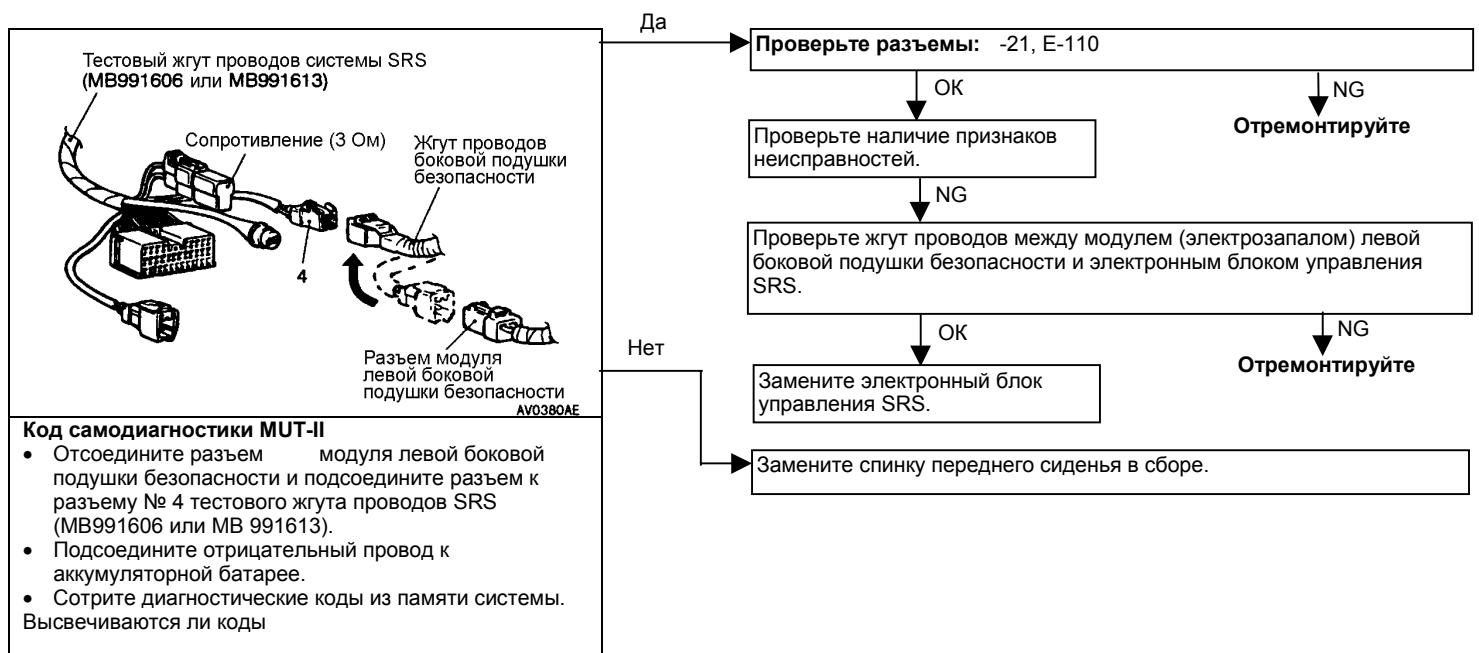 Тестовый жгут проводов системы SRS
(MB991606 или MB991613)
Сопротивление (3 Ом)
Жгут проводов
боковой подушки
безопасности
4
Разъем модуля
левой боковой
подушки безопасности
AV0380AE
Код самодиагностики MUT-II
• Отсоедините разъем модуля левой боковой
подушки безопасности и подсоедините разъем к
разъему № 4 тестового жгута проводов SRS
(MB991606 или MB 991613).
• Подсоедините отрицательный провод к
аккумуляторной батарее.
• Сотрите диагностические коды из памяти системы.
Высвечиваются ли коды
Да
Проверьте разъемы: -21, E-110
ОК
NG
Отремонтируйте
Проверьте наличие признаков
неисправностей.
NG
Проверьте жгут проводов между модулем (электрозапалом) левой
боковой подушки безопасности и электронным блоком управления
SRS.
ОК
NG
Отремонтируйте
Замените электронный блок
управления SRS.
Нет
Замените спинку переднего сиденья в сборе.